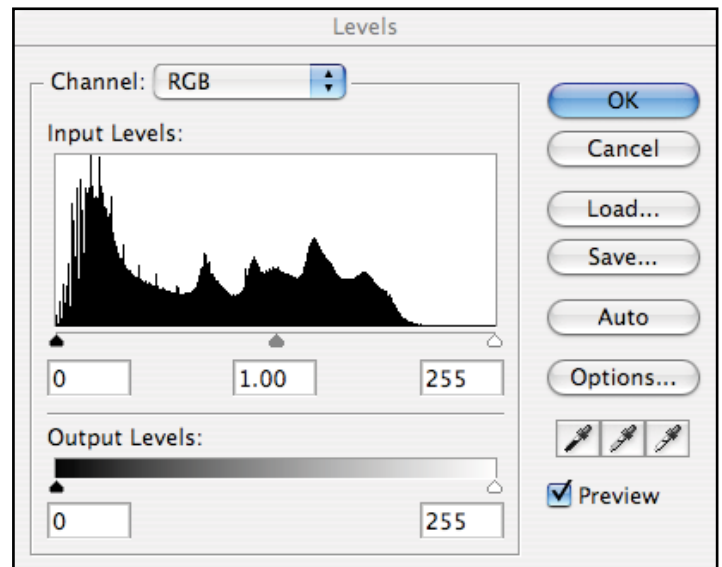 Levels
Channel: RGB
Input Levels:
0 1.00 255
Output Levels:
0 255
OK
Cancel
Load...
Save...
Auto
Options...
Preview